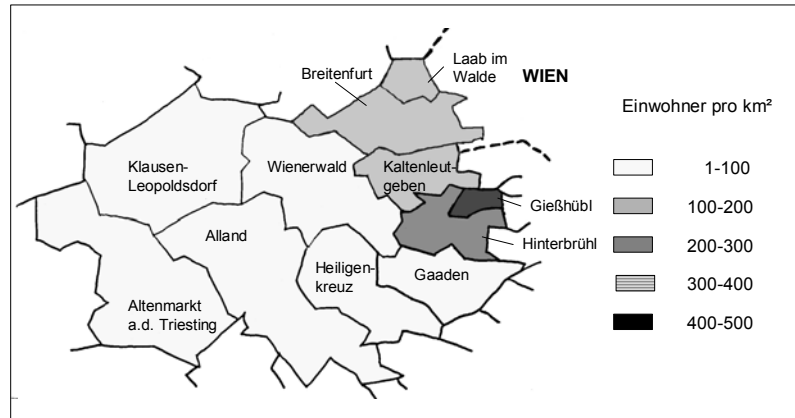 Laab im
Walde
WIEN
Breitenfurt
Einwohner pro km²
Klausen-
Leopoldsdorf
Wienerwald
Kaltenleut-
geben
1-100
Gießhübl
100-200
Alland
Hinterbrühl
200-300
Heiligen-
kreuz
Gaaden
300-400
Altenmarkt
a.d. Triesting
400-500